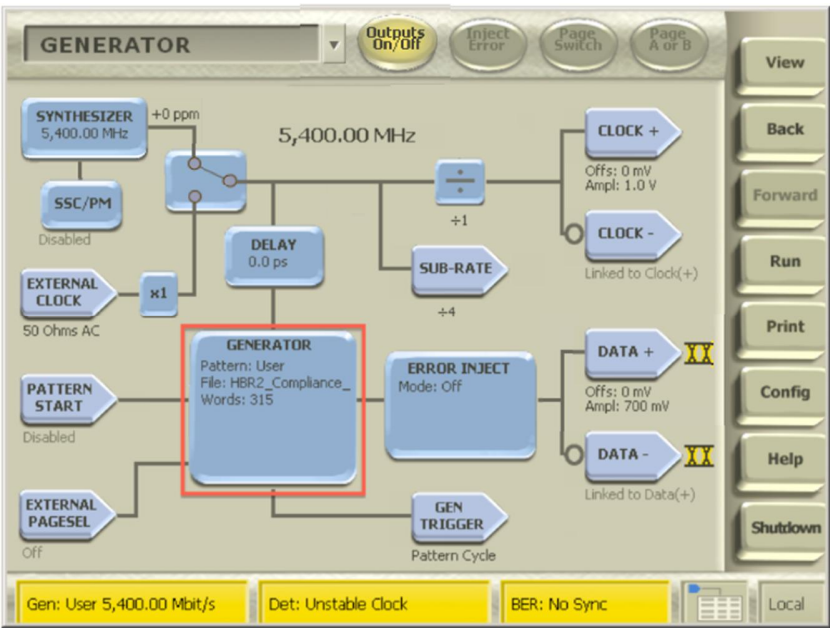 GENERATOR
Outputs
On/Off
Inject
Error
Page
Switch
Page
A or B
View
Back
Forward
Run
Print
Config
Help
Shutdown
SYNTHESIZER
5,400.00 MHz
+0 ppm
5,400.00 MHz
SSC/PM
Disabled
EXTERNAL
CLOCK
50 Ohms AC
x1
DELAY
0.0 ps
÷
÷1
SUB-RATE
÷4
CLOCK +
Offs: 0 mV
Ampl: 1.0 V
CLOCK -
Linked to Clock(+)
PATTERN
START
Disabled
GENERATOR
Pattern: User
File: HBR2_Compliance_
Words: 315
ERROR INJECT
Mode: Off
DATA +
Offs: 0 mV
Ampl: 700 mV
DATA -
Linked to Data(+)
EXTERNAL
PAGESEL
Off
GEN
TRIGGER
Pattern Cycle
Gen: User 5,400.00 Mbit/s
Det: Unstable Clock
BER: No Sync
Local